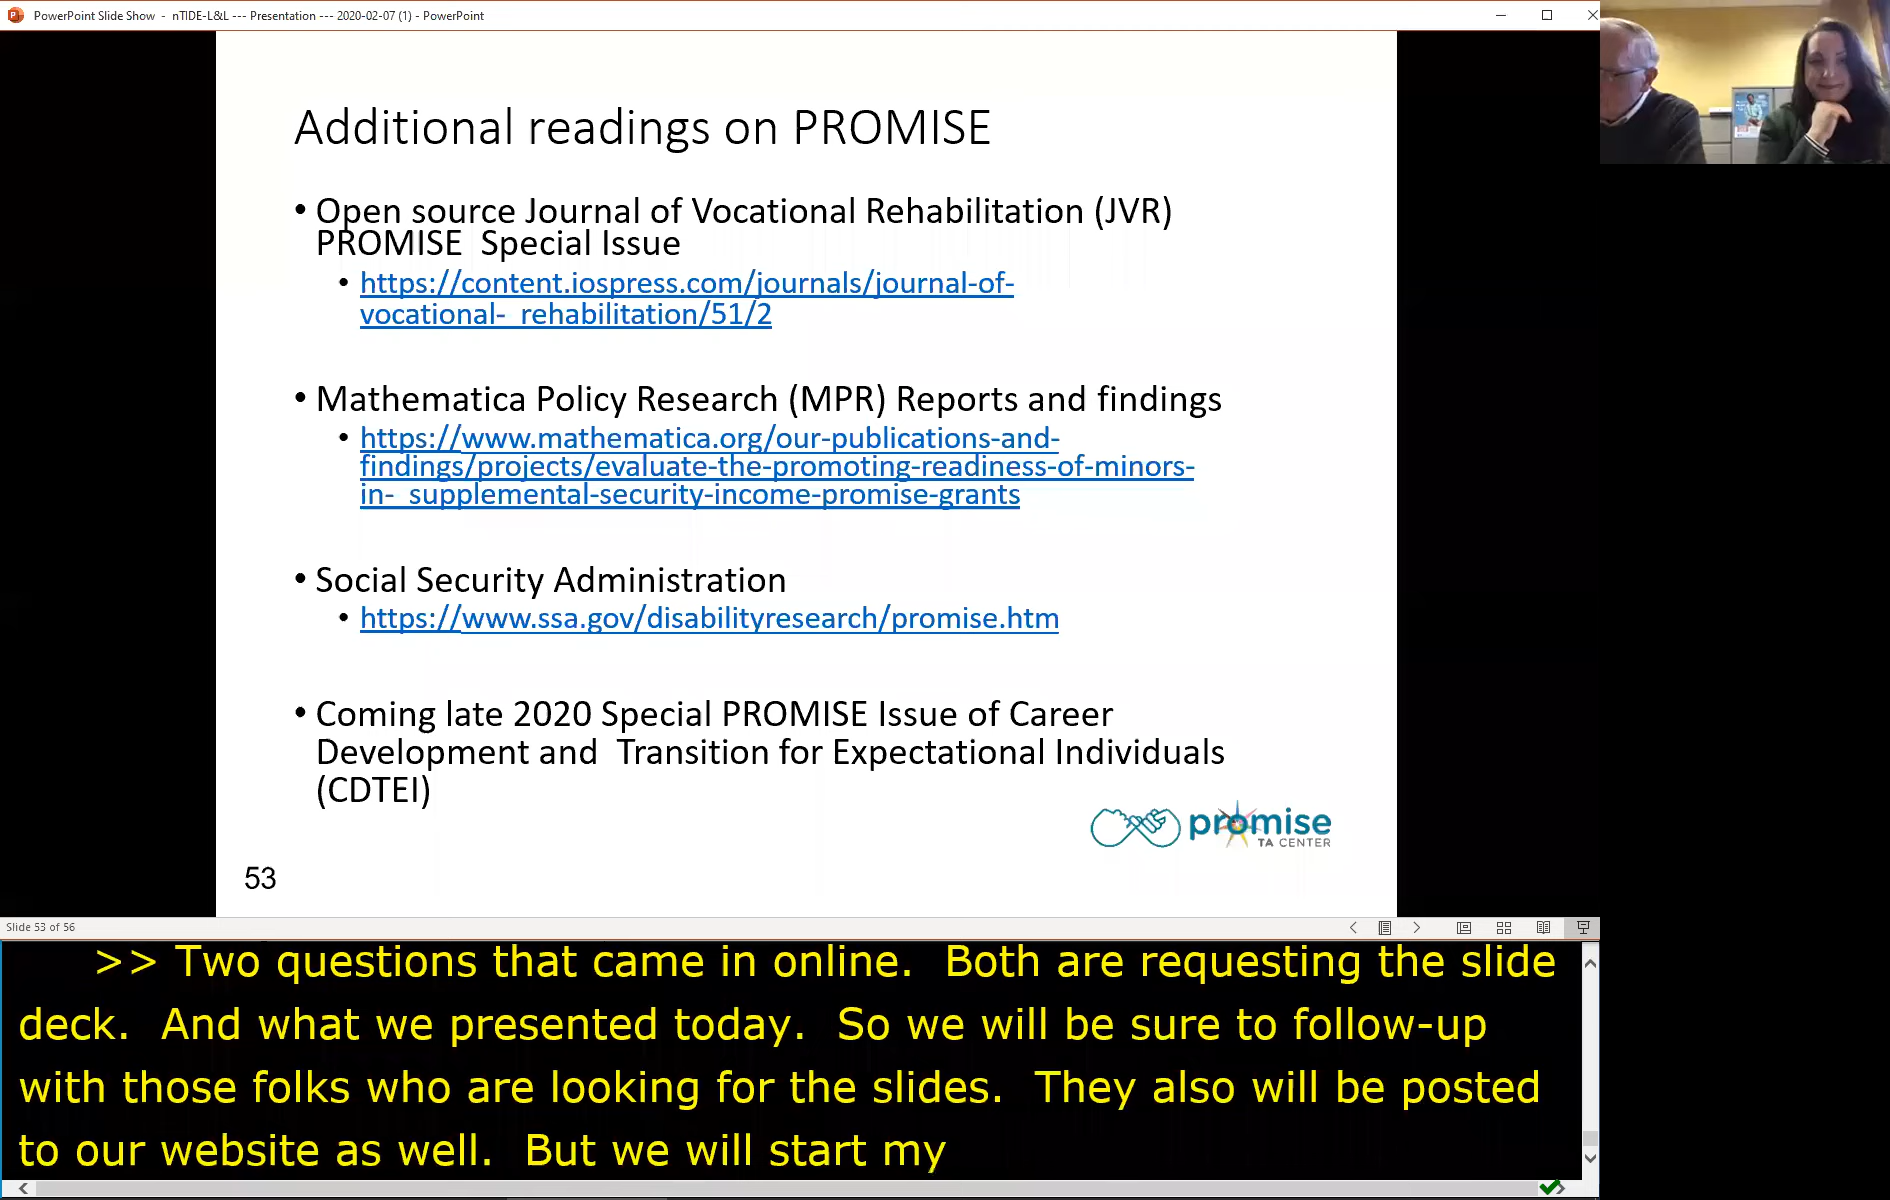 PowerPoint Slide Show - nTIDE-L&L --- Presentation --- 2020-02-07 (1) - PowerPoint
Additional readings on PROMISE
• Open source Journal of Vocational Rehabilitation (JVR)
PROMISE Special Issue
• https://content.iospress.com/journals/journal-of-
vocational- rehabilitation/51/2
• Mathematica Policy Research (MPR) Reports and findings
• https://www.mathematica.org/our-publications-and-
findings/projects/evaluate-the-promoting-readiness-of-minors-
in- supplemental-security-income-promise-grants
• Social Security Administration
• https://www.ssa.gov/disabilityresearch/promise.htm
• Coming late 2020 Special PROMISE Issue of Career
Development and Transition for Expectational Individuals
(CDTEI)
promise
TA CENTER
53
Slide 53 of 56
>> Two questions that came in online. Both are requesting the slide
deck. And what we presented today. So we will be sure to follow-up
with those folks who are looking for the slides. They also will be posted
to our website as well. But we will start my